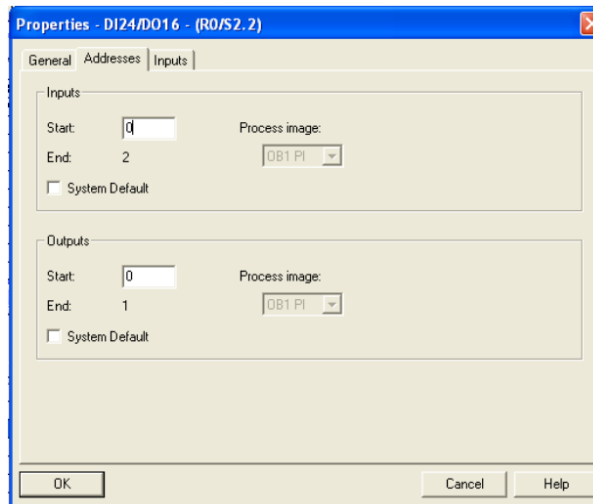 Properties - DI24/DO16 - (R0/S2.2)
General Addresses Inputs
Inputs
Start: 0 Process image:
End: 2 OB1 PI
System Default
Outputs
Start: 0 Process image:
End: 1 OB1 PI
System Default
OK Cancel Help